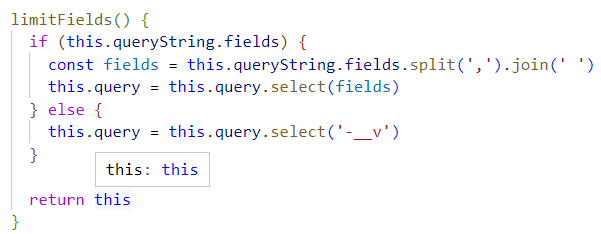 limitFields() {
if (this.queryString.fields) {
const fields = this.queryString.fields.split(',').join(' ')
this.query = this.query.select(fields)
} else {
this.query = this.query.select('-__v')
}
this: this
return this
}